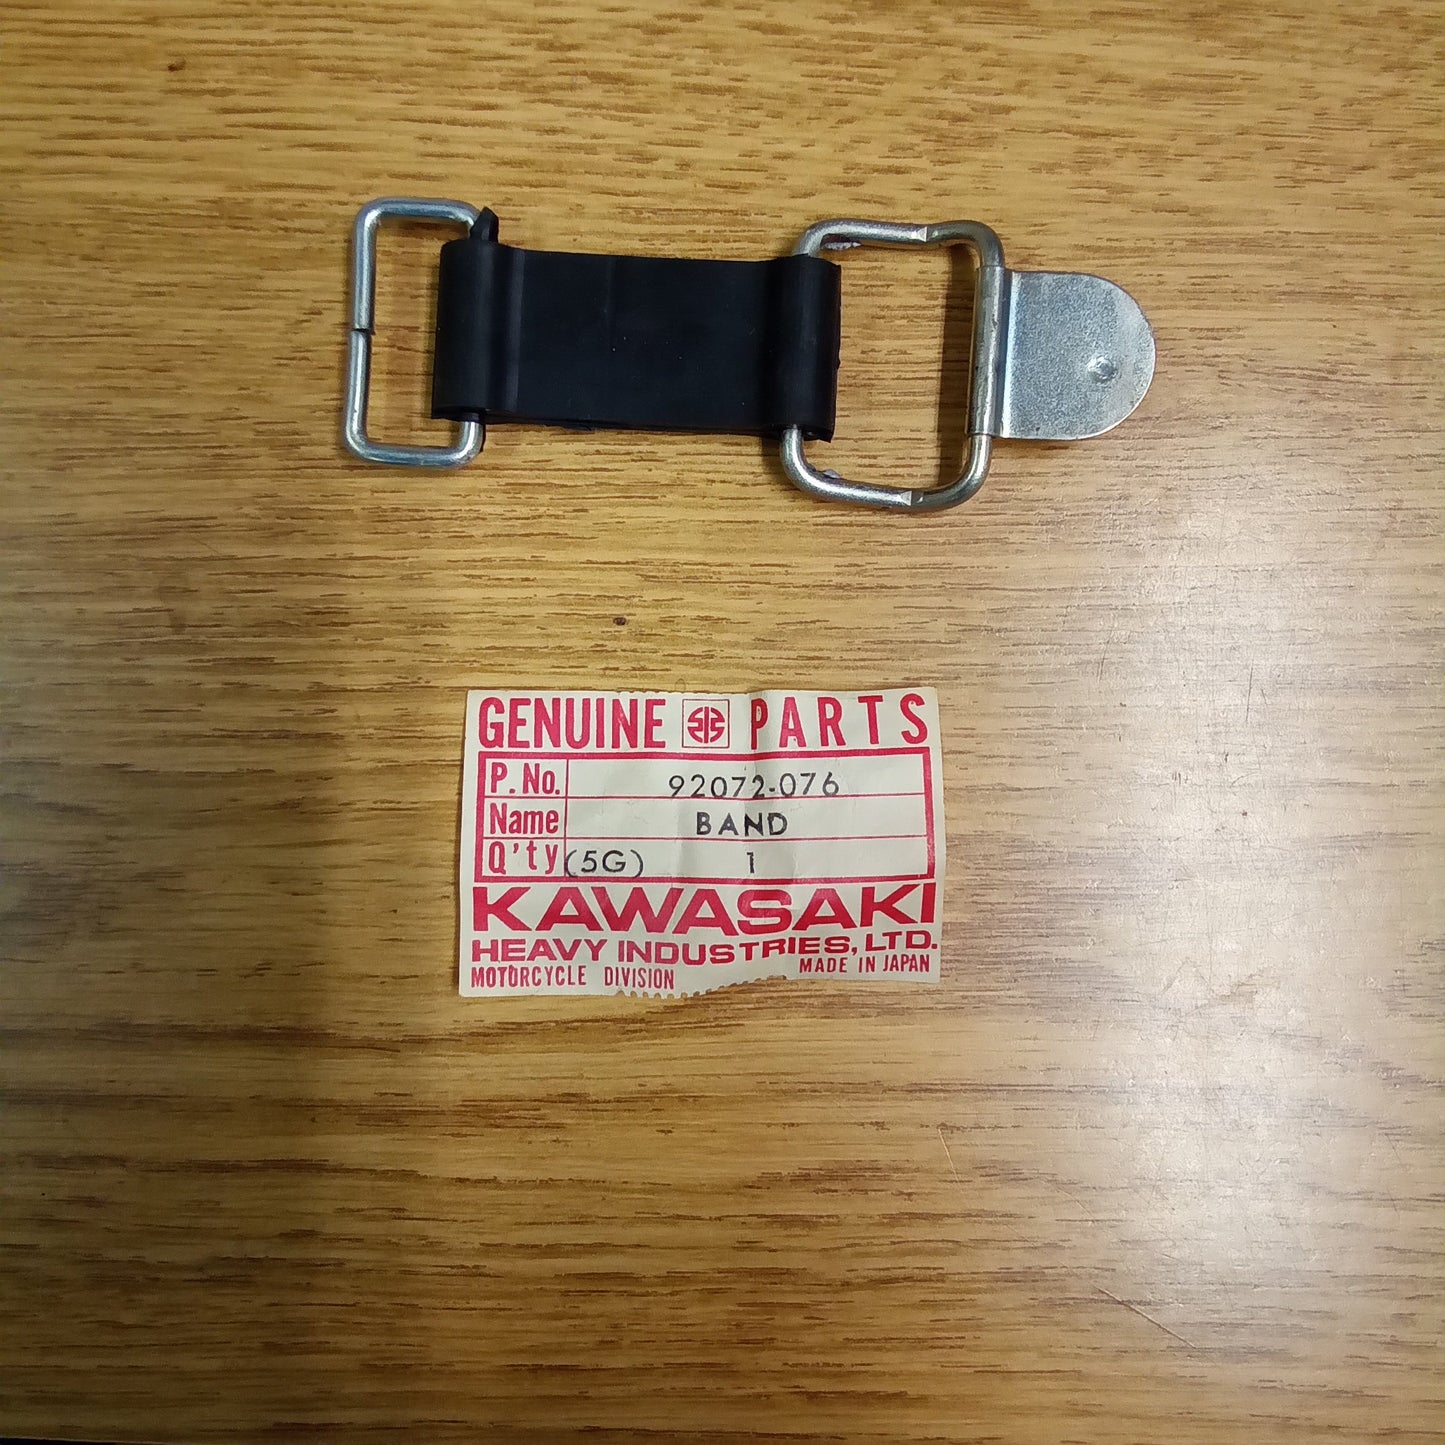 GENUINE PARTS
P. No. 92072-076
Name BAND
Q'ty (5G) 1
KAWASAKI
HEAVY INDUSTRIES, LTD.
MOTORCYCLE DIVISION MADE IN JAPAN